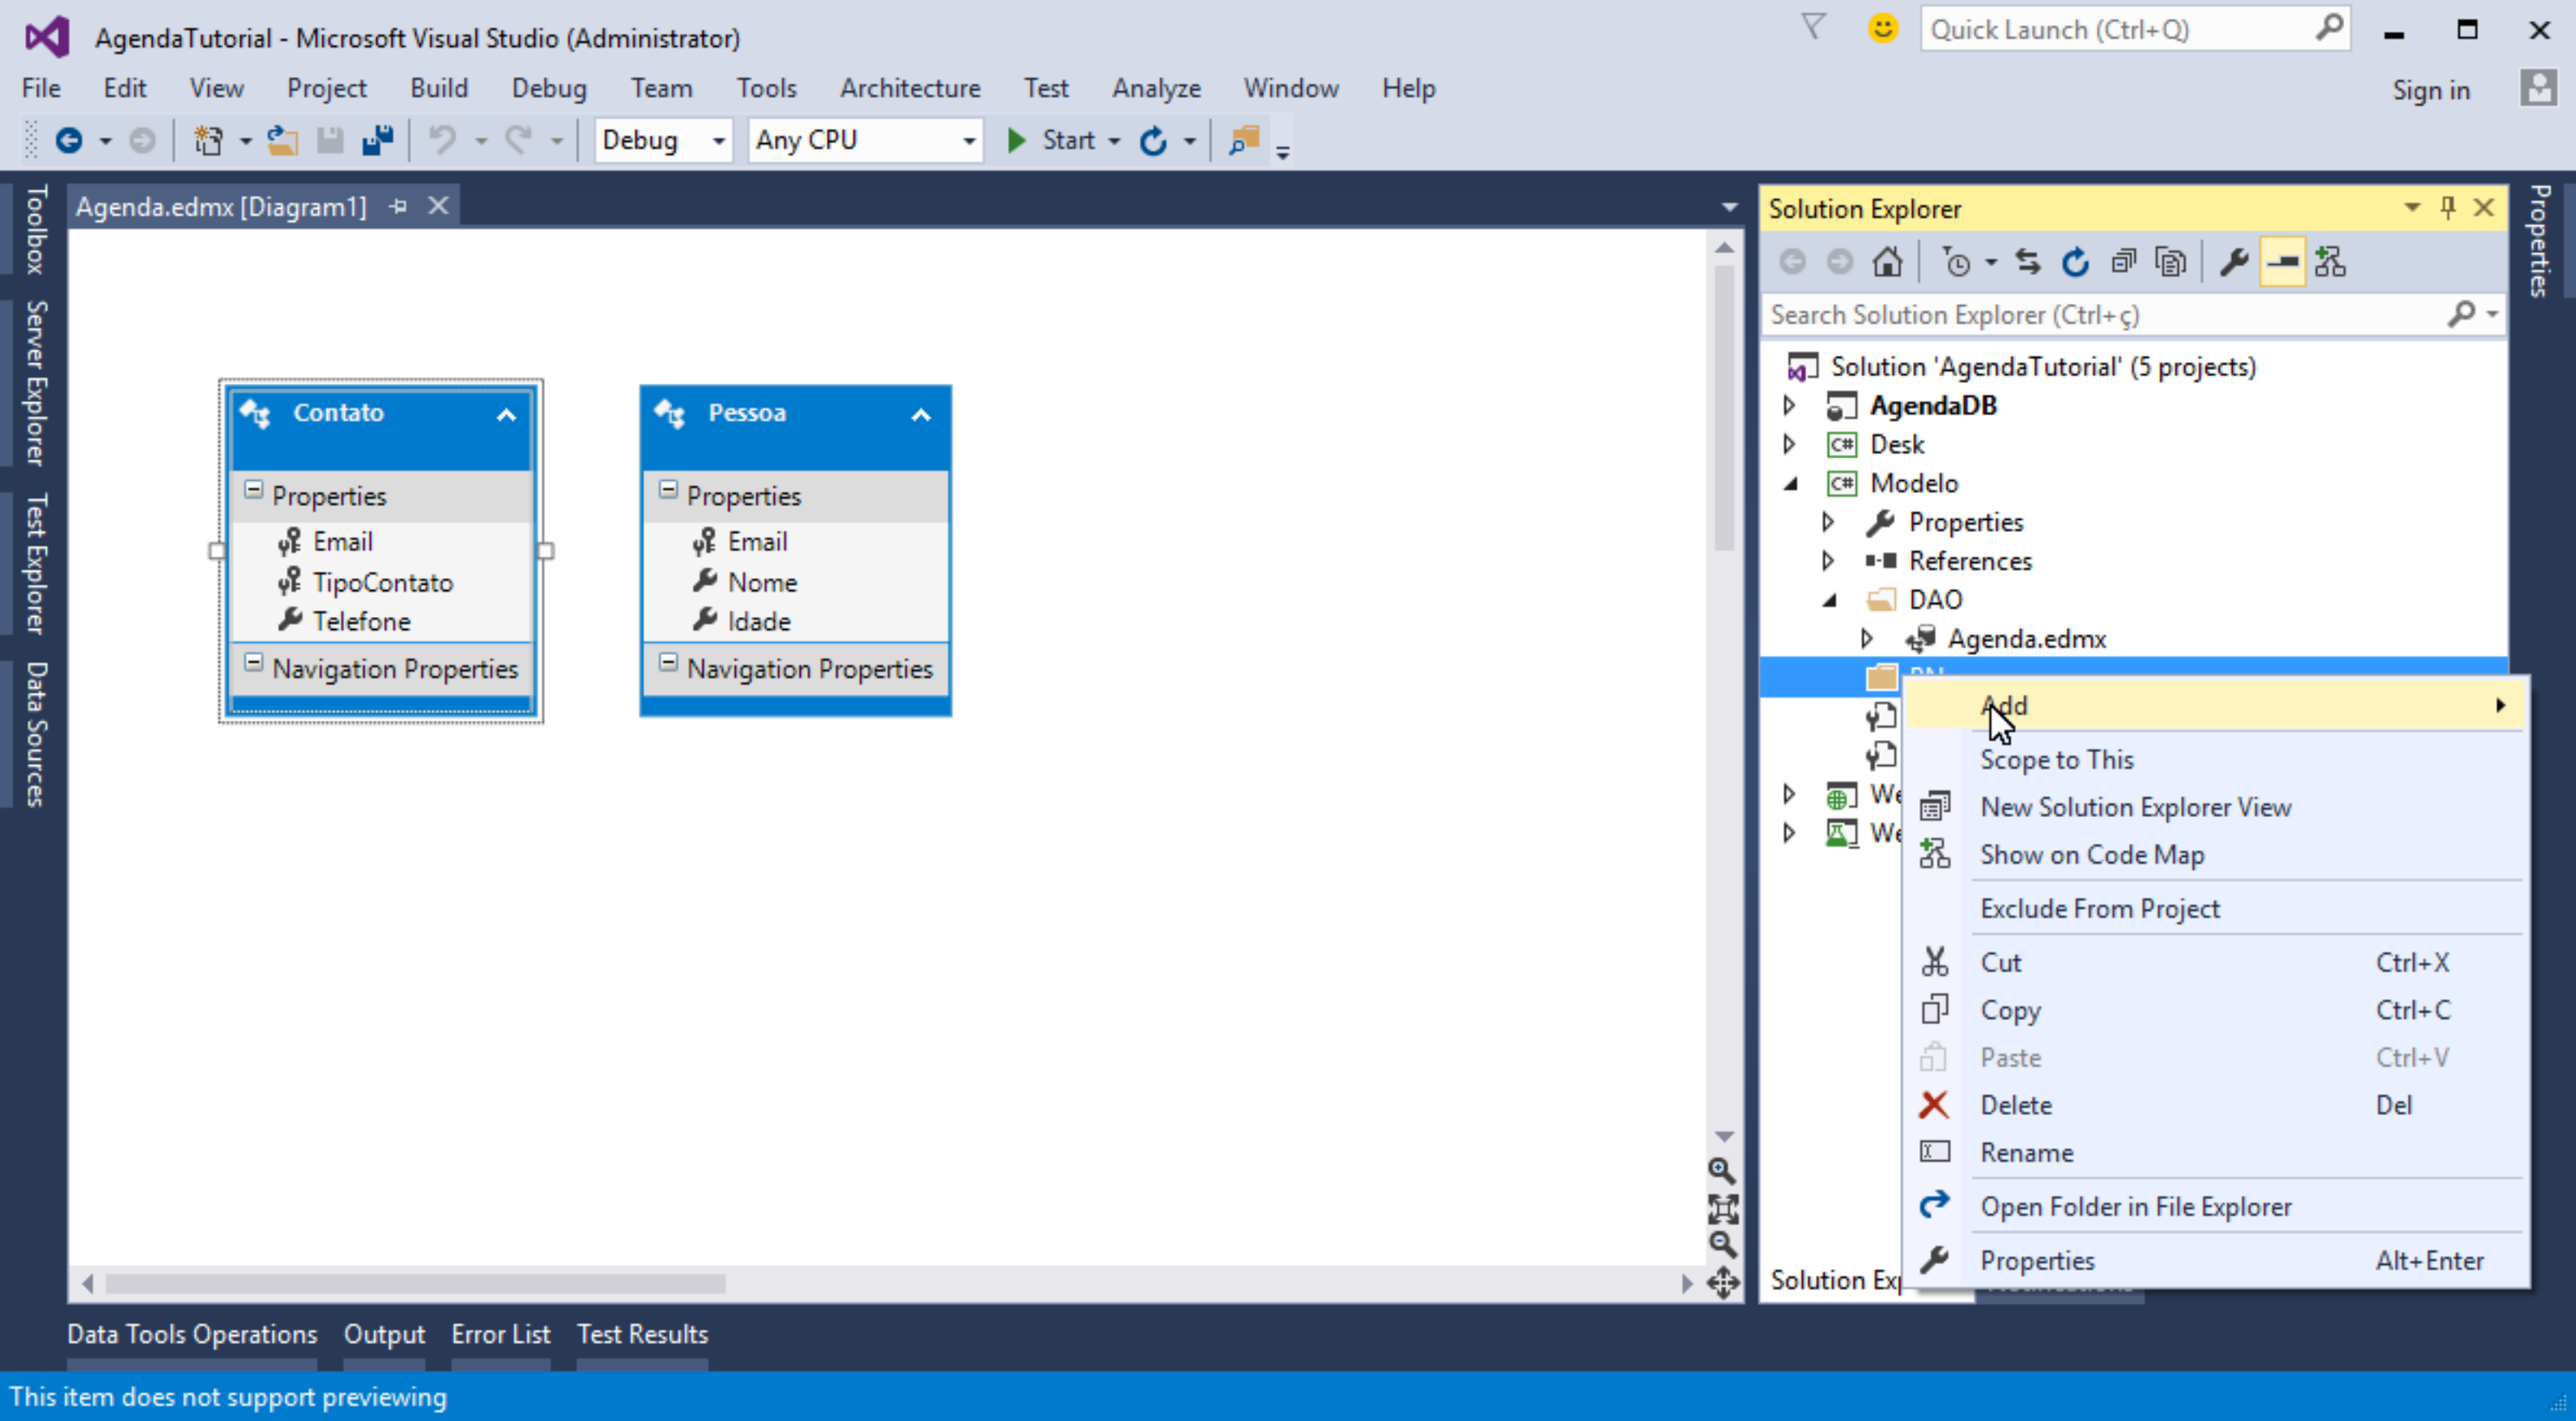 AgendaTutorial - Microsoft Visual Studio (Administrator)
Quick Launch (Ctrl+Q)
File Edit View Project Build Debug Team Tools Architecture Test Analyze Window Help
Sign in
Debug Any CPU Start
Toolbox
Server Explorer
Test Explorer
Data Sources
Agenda.edmx [Diagram1]
Contato
Properties
Email
TipoContato
Telefone
Navigation Properties
Pessoa
Properties
Email
Nome
Idade
Navigation Properties
Solution Explorer
Search Solution Explorer (Ctrl+ç)
Solution 'AgendaTutorial' (5 projects)
AgendaDB
C# Desk
C# Modelo
Properties
References
DAO
Agenda.edmx
We
We
Add
Scope to This
New Solution Explorer View
Show on Code Map
Exclude From Project
Cut Ctrl+X
Copy Ctrl+C
Paste Ctrl+V
Delete Del
Rename
Open Folder in File Explorer
Properties Alt+Enter
Solution Exp
Properties
Data Tools Operations Output Error List Test Results
This item does not support previewing